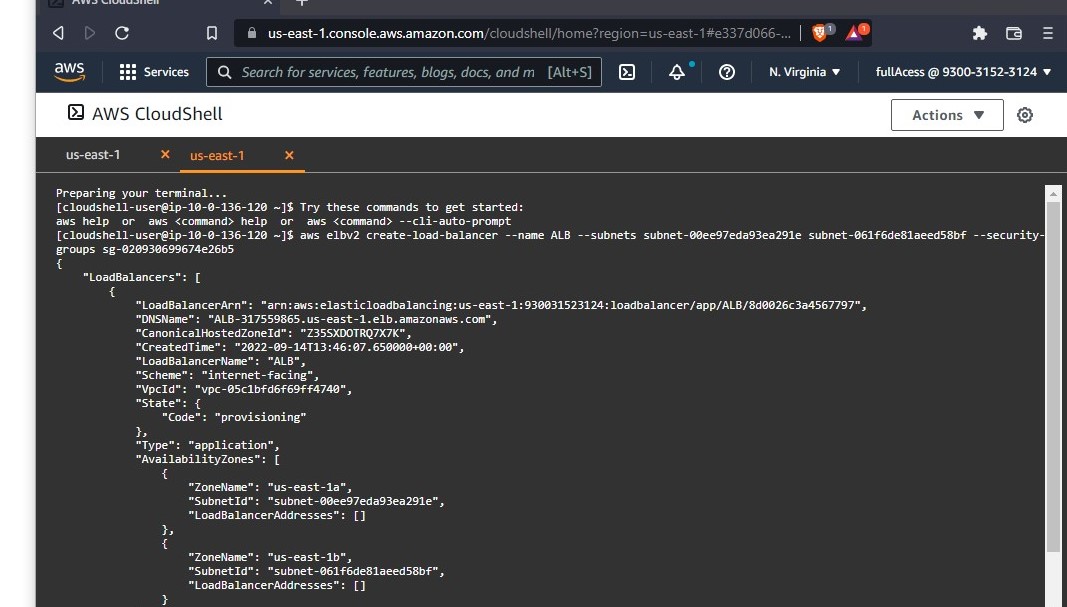 AWS CloudShell
us-east-1.console.aws.amazon.com/cloudshell/home?region=us-east-1#e337d066-...
1
1
aws
Services
Search for services, features, blogs, docs, and m [Alt+S]
N. Virginia ▼
fullAcess @ 9300-3152-3124 ▼
AWS CloudShell
Actions ▼
us-east-1 ×
us-east-1 ×
Preparing your terminal...
[cloudshell-user@ip-10-0-136-120 ~]$ Try these commands to get started:
aws help  or  aws <command> help  or  aws <command> --cli-auto-prompt
[cloudshell-user@ip-10-0-136-120 ~]$ aws elbv2 create-load-balancer --name ALB --subnets subnet-00ee97eda93ea291e subnet-061f6de81aeed58bf --security-
groups sg-020930699674e26b5
{
    "LoadBalancers": [
        {
            "LoadBalancerArn": "arn:aws:elasticloadbalancing:us-east-1:930031523124:loadbalancer/app/ALB/8d0026c3a4567797",
            "DNSName": "ALB-317559865.us-east-1.elb.amazonaws.com",
            "CanonicalHostedZoneId": "Z35SXDOTRQ7X7K",
            "CreatedTime": "2022-09-14T13:46:07.650000+00:00",
            "LoadBalancerName": "ALB",
            "Scheme": "internet-facing",
            "VpcId": "vpc-05c1bfd6f69ff4740",
            "State": {
                "Code": "provisioning"
            },
            "Type": "application",
            "AvailabilityZones": [
                {
                    "ZoneName": "us-east-1a",
                    "SubnetId": "subnet-00ee97eda93ea291e",
                    "LoadBalancerAddresses": []
                },
                {
                    "ZoneName": "us-east-1b",
                    "SubnetId": "subnet-061f6de81aeed58bf",
                    "LoadBalancerAddresses": []
                }